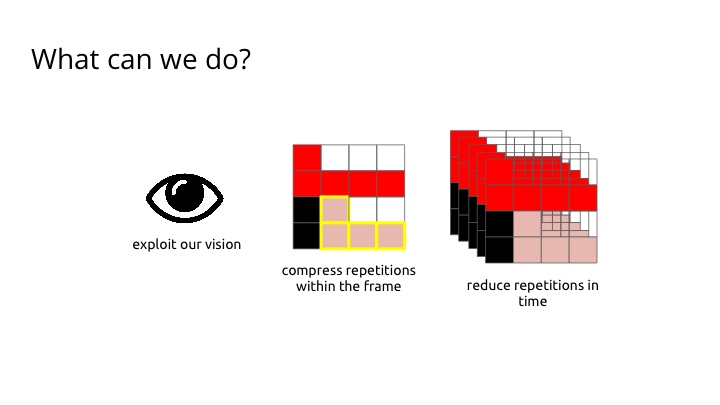 What can we do?
exploit our vision
compress repetitions
within the frame
reduce repetitions in
time